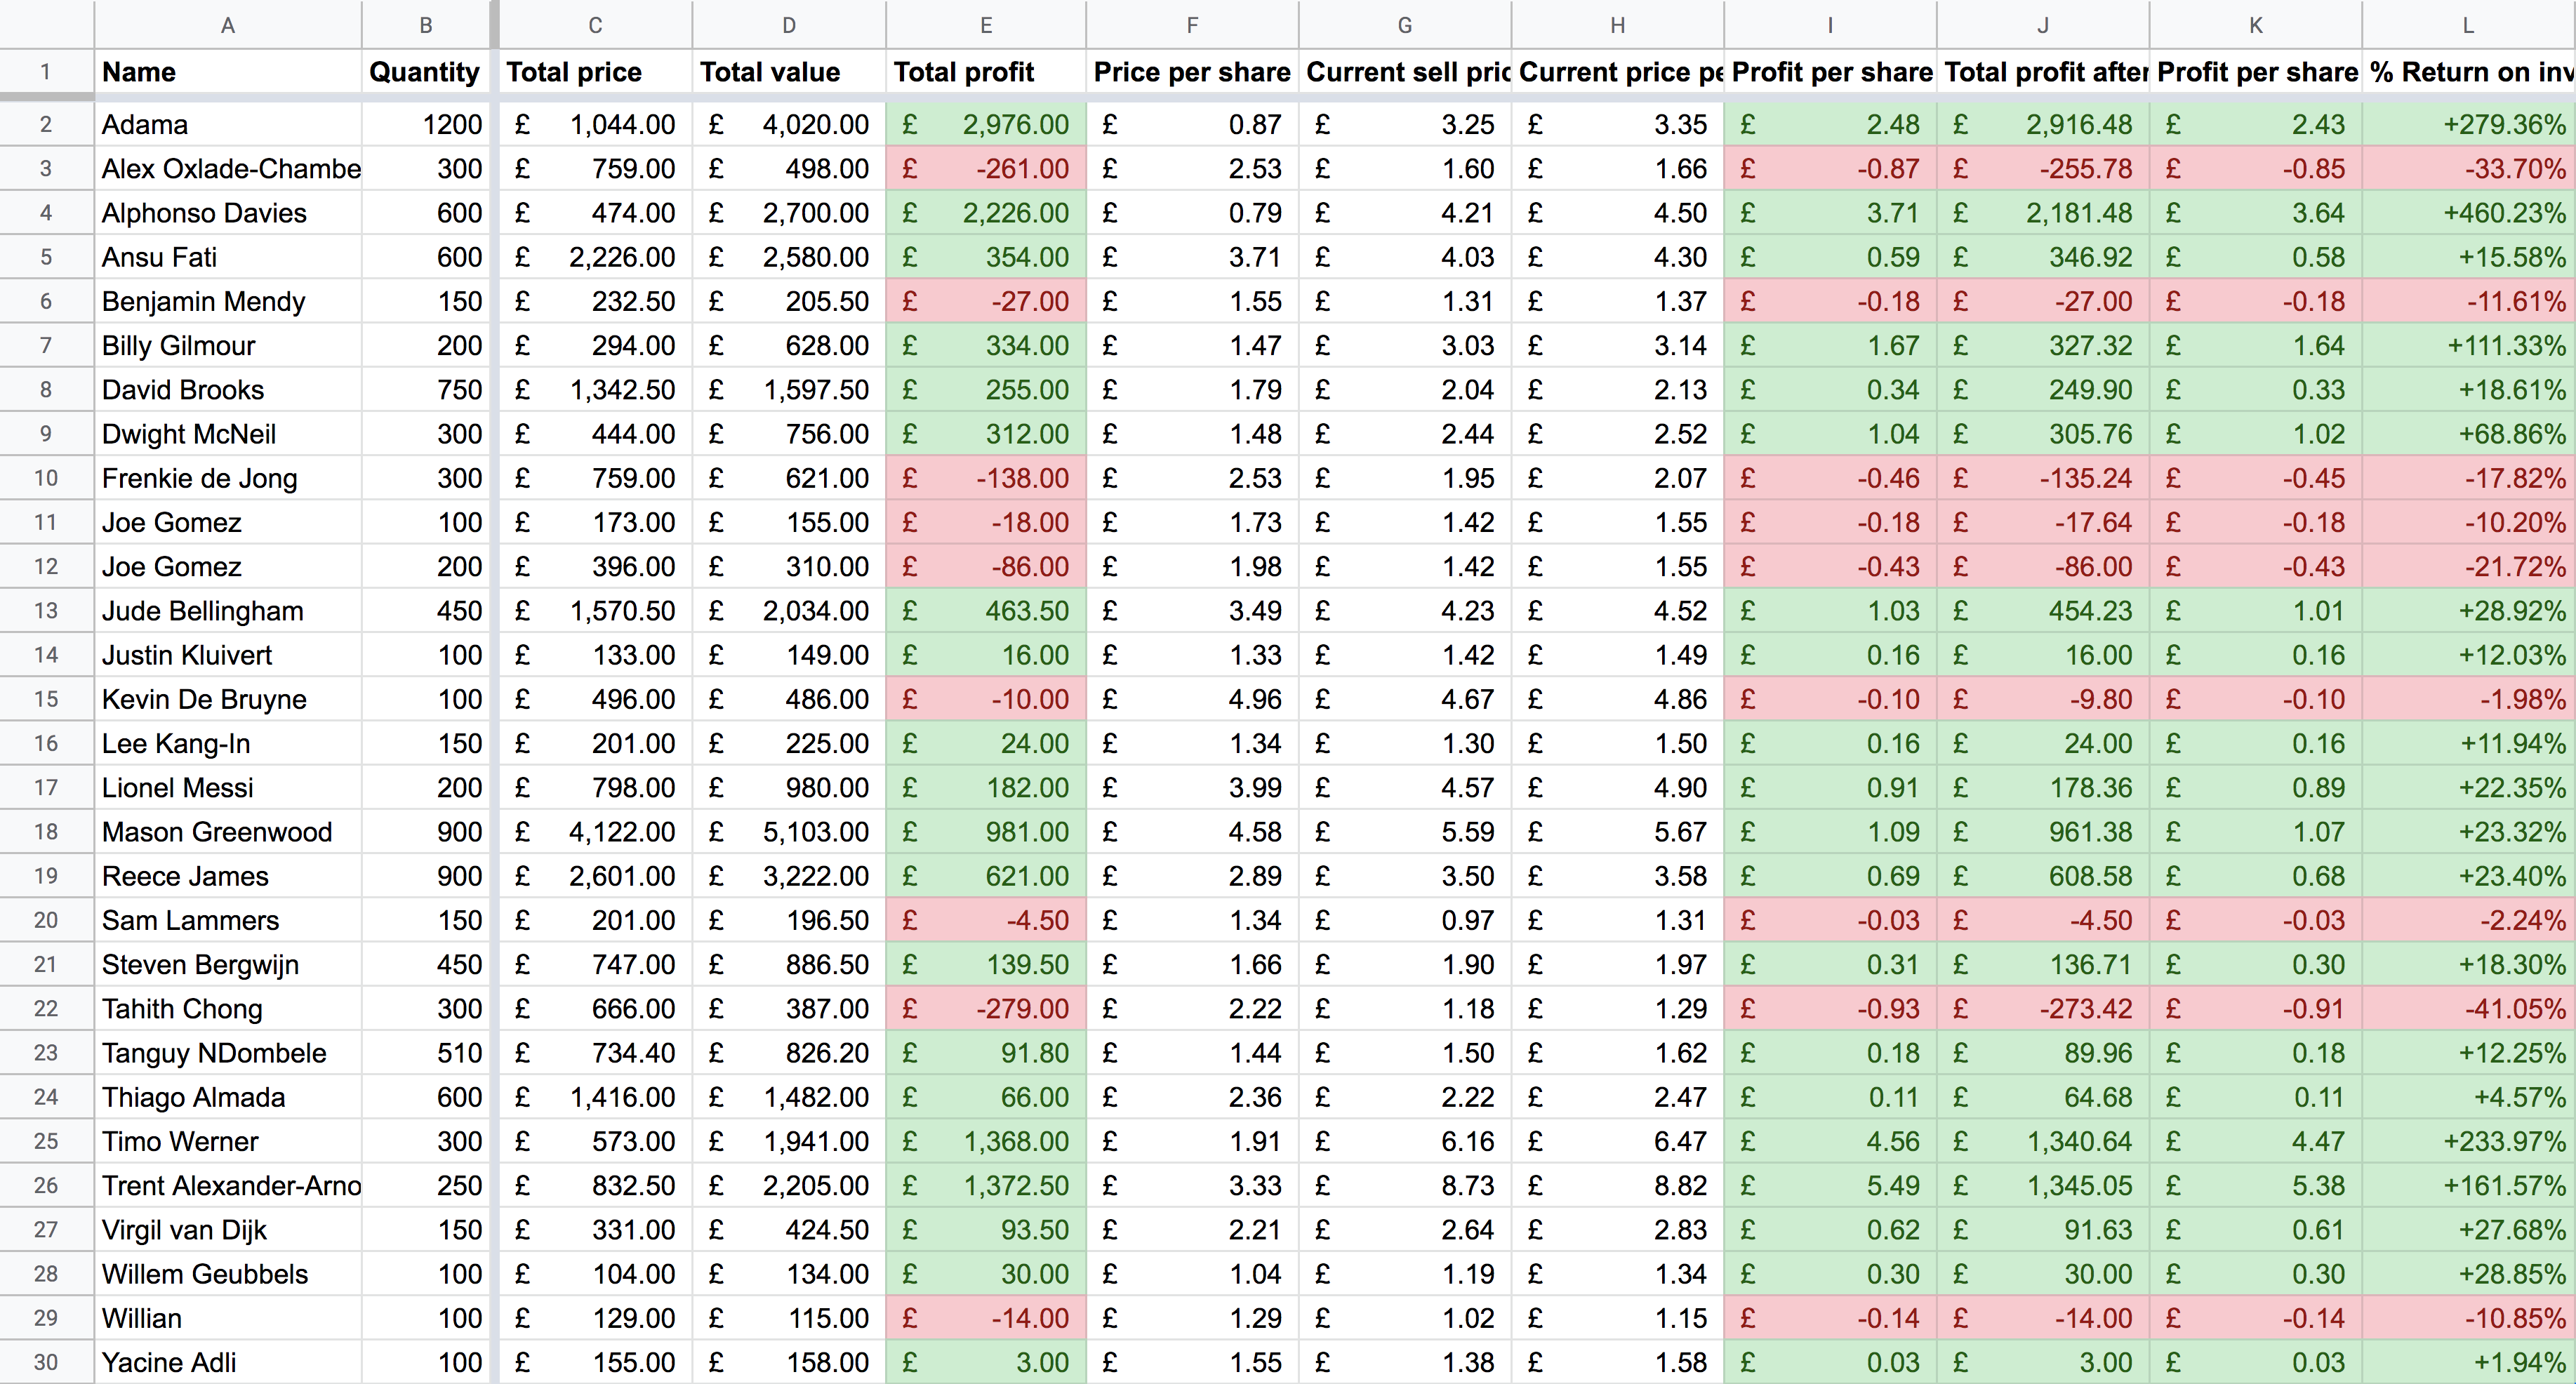 A B C D E F G H I J K L
1 Name Quantity Total price Total value Total profit Price per share Current sell pric Current price pe Profit per share Total profit after Profit per share % Return on inv
2 Adama 1200 £ 1,044.00 £ 4,020.00 £ 2,976.00 £ 0.87 £ 3.25 £ 3.35 £ 2.48 £ 2,916.48 £ 2.43 +279.36%
3 Alex Oxlade-Chambe 300 £ 759.00 £ 498.00 £ -261.00 £ 2.53 £ 1.60 £ 1.66 £ -0.87 £ -255.78 £ -0.85 -33.70%
4 Alphonso Davies 600 £ 474.00 £ 2,700.00 £ 2,226.00 £ 0.79 £ 4.21 £ 4.50 £ 3.71 £ 2,181.48 £ 3.64 +460.23%
5 Ansu Fati 600 £ 2,226.00 £ 2,580.00 £ 354.00 £ 3.71 £ 4.03 £ 4.30 £ 0.59 £ 346.92 £ 0.58 +15.58%
6 Benjamin Mendy 150 £ 232.50 £ 205.50 £ -27.00 £ 1.55 £ 1.31 £ 1.37 £ -0.18 £ -27.00 £ -0.18 -11.61%
7 Billy Gilmour 200 £ 294.00 £ 628.00 £ 334.00 £ 1.47 £ 3.03 £ 3.14 £ 1.67 £ 327.32 £ 1.64 +111.33%
8 David Brooks 750 £ 1,342.50 £ 1,597.50 £ 255.00 £ 1.79 £ 2.04 £ 2.13 £ 0.34 £ 249.90 £ 0.33 +18.61%
9 Dwight McNeil 300 £ 444.00 £ 756.00 £ 312.00 £ 1.48 £ 2.44 £ 2.52 £ 1.04 £ 305.76 £ 1.02 +68.86%
10 Frenkie de Jong 300 £ 759.00 £ 621.00 £ -138.00 £ 2.53 £ 1.95 £ 2.07 £ -0.46 £ -135.24 £ -0.45 -17.82%
11 Joe Gomez 100 £ 173.00 £ 155.00 £ -18.00 £ 1.73 £ 1.42 £ 1.55 £ -0.18 £ -17.64 £ -0.18 -10.20%
12 Joe Gomez 200 £ 396.00 £ 310.00 £ -86.00 £ 1.98 £ 1.42 £ 1.55 £ -0.43 £ -86.00 £ -0.43 -21.72%
13 Jude Bellingham 450 £ 1,570.50 £ 2,034.00 £ 463.50 £ 3.49 £ 4.23 £ 4.52 £ 1.03 £ 454.23 £ 1.01 +28.92%
14 Justin Kluivert 100 £ 133.00 £ 149.00 £ 16.00 £ 1.33 £ 1.42 £ 1.49 £ 0.16 £ 16.00 £ 0.16 +12.03%
15 Kevin De Bruyne 100 £ 496.00 £ 486.00 £ -10.00 £ 4.96 £ 4.67 £ 4.86 £ -0.10 £ -9.80 £ -0.10 -1.98%
16 Lee Kang-In 150 £ 201.00 £ 225.00 £ 24.00 £ 1.34 £ 1.30 £ 1.50 £ 0.16 £ 24.00 £ 0.16 +11.94%
17 Lionel Messi 200 £ 798.00 £ 980.00 £ 182.00 £ 3.99 £ 4.57 £ 4.90 £ 0.91 £ 178.36 £ 0.89 +22.35%
18 Mason Greenwood 900 £ 4,122.00 £ 5,103.00 £ 981.00 £ 4.58 £ 5.59 £ 5.67 £ 1.09 £ 961.38 £ 1.07 +23.32%
19 Reece James 900 £ 2,601.00 £ 3,222.00 £ 621.00 £ 2.89 £ 3.50 £ 3.58 £ 0.69 £ 608.58 £ 0.68 +23.40%
20 Sam Lammers 150 £ 201.00 £ 196.50 £ -4.50 £ 1.34 £ 0.97 £ 1.31 £ -0.03 £ -4.50 £ -0.03 -2.24%
21 Steven Bergwijn 450 £ 747.00 £ 886.50 £ 139.50 £ 1.66 £ 1.90 £ 1.97 £ 0.31 £ 136.71 £ 0.30 +18.30%
22 Tahith Chong 300 £ 666.00 £ 387.00 £ -279.00 £ 2.22 £ 1.18 £ 1.29 £ -0.93 £ -273.42 £ -0.91 -41.05%
23 Tanguy NDombele 510 £ 734.40 £ 826.20 £ 91.80 £ 1.44 £ 1.50 £ 1.62 £ 0.18 £ 89.96 £ 0.18 +12.25%
24 Thiago Almada 600 £ 1,416.00 £ 1,482.00 £ 66.00 £ 2.36 £ 2.22 £ 2.47 £ 0.11 £ 64.68 £ 0.11 +4.57%
25 Timo Werner 300 £ 573.00 £ 1,941.00 £ 1,368.00 £ 1.91 £ 6.16 £ 6.47 £ 4.56 £ 1,340.64 £ 4.47 +233.97%
26 Trent Alexander-Arno 250 £ 832.50 £ 2,205.00 £ 1,372.50 £ 3.33 £ 8.73 £ 8.82 £ 5.49 £ 1,345.05 £ 5.38 +161.57%
27 Virgil van Dijk 150 £ 331.00 £ 424.50 £ 93.50 £ 2.21 £ 2.64 £ 2.83 £ 0.62 £ 91.63 £ 0.61 +27.68%
28 Willem Geubbels 100 £ 104.00 £ 134.00 £ 30.00 £ 1.04 £ 1.19 £ 1.34 £ 0.30 £ 30.00 £ 0.30 +28.85%
29 Willian 100 £ 129.00 £ 115.00 £ -14.00 £ 1.29 £ 1.02 £ 1.15 £ -0.14 £ -14.00 £ -0.14 -10.85%
30 Yacine Adli 100 £ 155.00 £ 158.00 £ 3.00 £ 1.55 £ 1.38 £ 1.58 £ 0.03 £ 3.00 £ 0.03 +1.94%